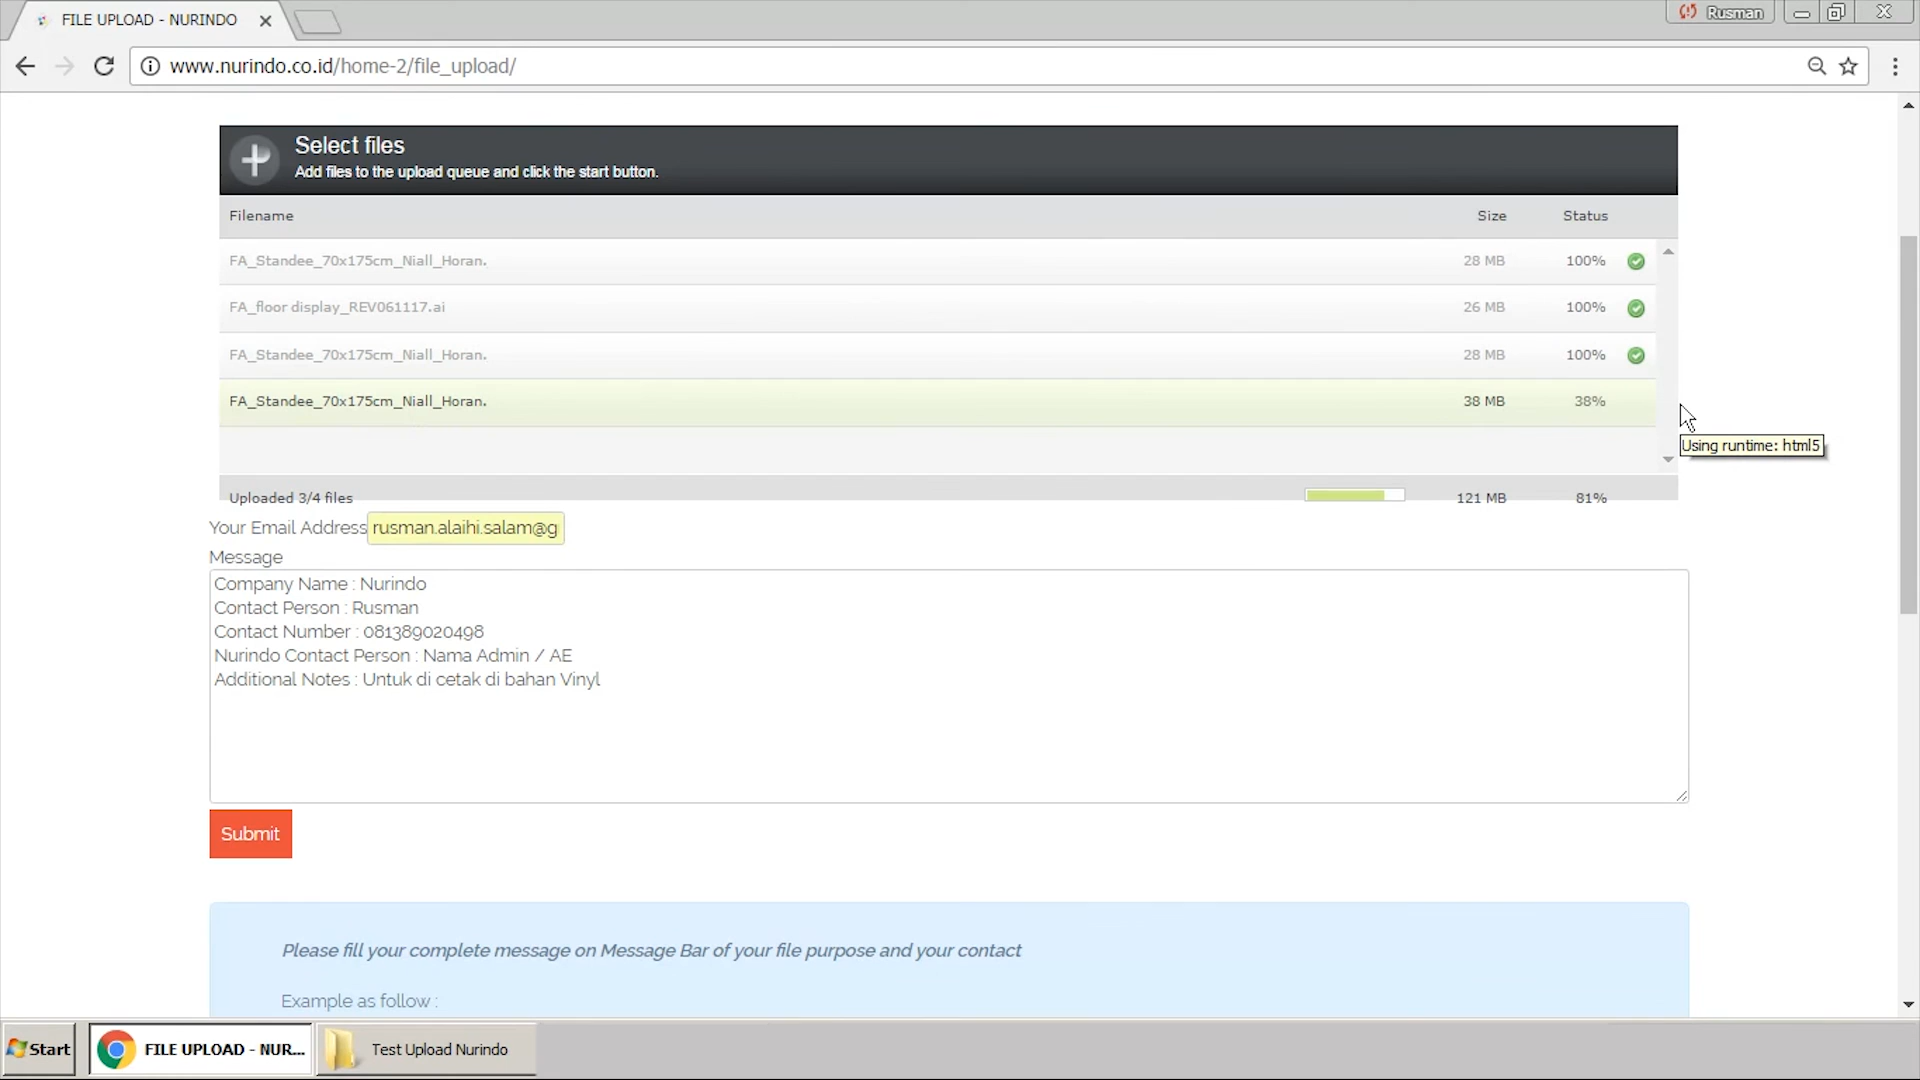 FILE UPLOAD - NURINDO
Rusman
www.nurindo.co.id/home-2/file_upload/
Select files
Add files to the upload queue and click the start button.
Filename Size Status
FA_Standee_70x175cm_Niall_Horan. 28 MB 100%
FA_floor display_REV061117.ai 26 MB 100%
FA_Standee_70x175cm_Niall_Horan. 28 MB 100%
FA_Standee_70x175cm_Niall_Horan. 38 MB 38%
Using runtime: html5
Uploaded 3/4 files 121 MB 81%
Your Email Address rusman.alaihi.salam@g
Message
Company Name : Nurindo
Contact Person : Rusman
Contact Number : 081389020498
Nurindo Contact Person : Nama Admin / AE
Additional Notes : Untuk di cetak di bahan Vinyl
Submit
Please fill your complete message on Message Bar of your file purpose and your contact
Example as follow :
Start FILE UPLOAD - NUR... Test Upload Nurindo